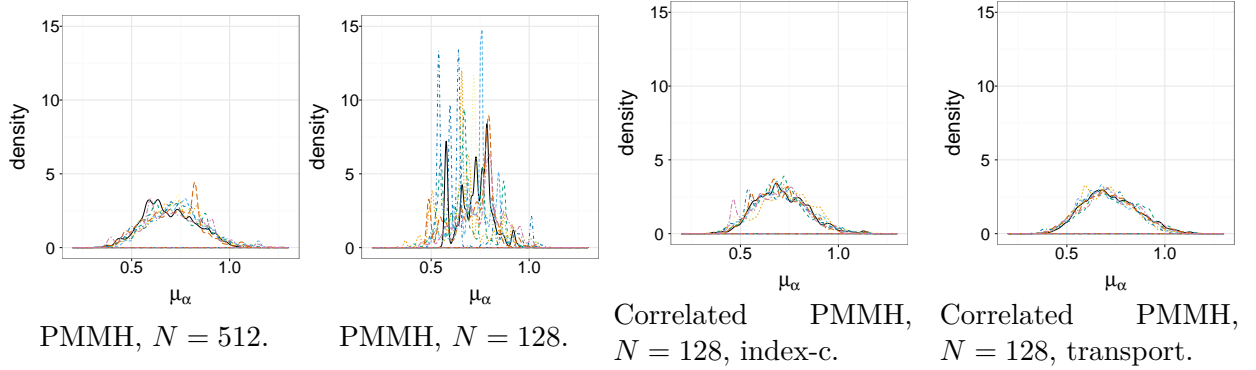 15
10
5
0
density
0.5 1.0
μα
PMMH, N = 512.
15
10
5
0
density
0.5 1.0
μα
PMMH, N = 128.
15
10
5
0
density
0.5 1.0
μα
Correlated PMMH,
N = 128, index-c.
15
10
5
0
density
0.5 1.0
μα
Correlated PMMH,
N = 128, transport.